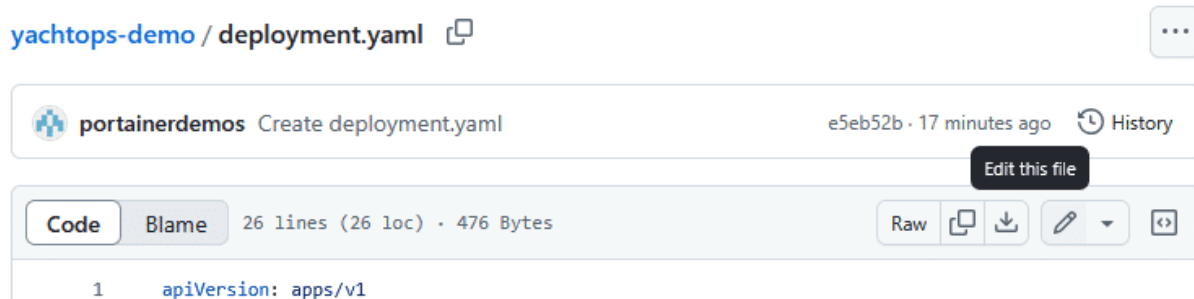 yachtops-demo / deployment.yaml
portainerdemos Create deployment.yaml e5eb52b · 17 minutes ago History
Edit this file
Code Blame 26 lines (26 loc) · 476 Bytes Raw
1 apiVersion: apps/v1